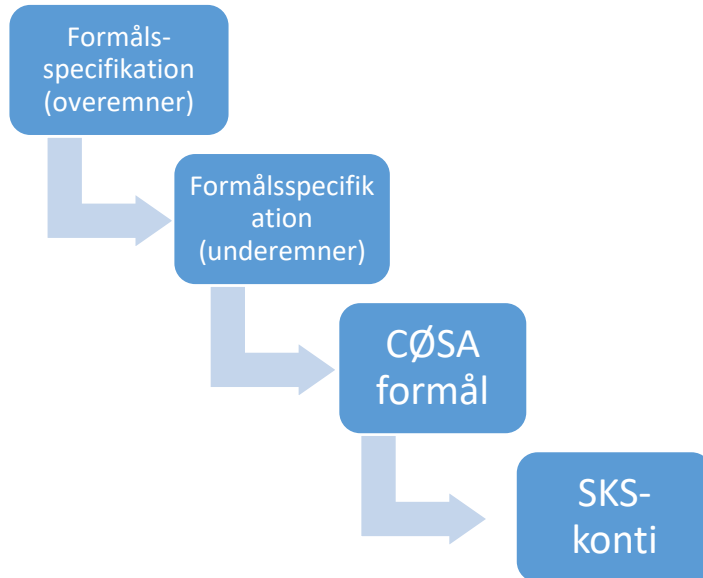 Formåls-
specifikation
(overemner)
Formålsspecifik
ation
(underemner)
CØSA
formål
SKS-
konti